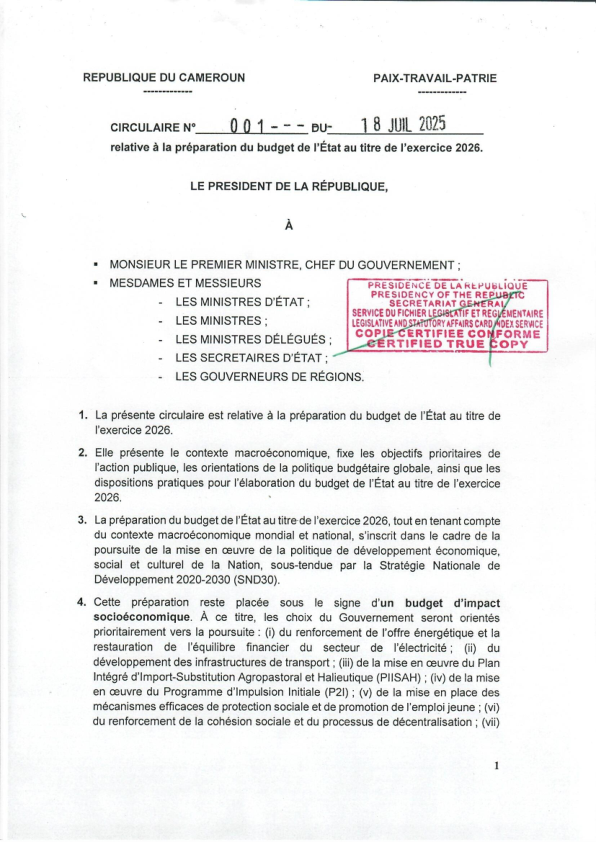 REPUBLIQUE DU CAMEROUN
PAIX-TRAVAIL-PATRIE
-------------
-------------
CIRCULAIRE N° 001--- DU- 18 JUIL 2025
relative à la préparation du budget de l'État au titre de l'exercice 2026.
LE PRESIDENT DE LA RÉPUBLIQUE,
À
▪ MONSIEUR LE PREMIER MINISTRE, CHEF DU GOUVERNEMENT ;
▪ MESDAMES ET MESSIEURS
- LES MINISTRES D'ÉTAT ;
- LES MINISTRES ;
- LES MINISTRES DÉLÉGUÉS ;
- LES SECRETAIRES D'ÉTAT ;
- LES GOUVERNEURS DE RÉGIONS.
PRESIDENCE DE LA REPUBLIQUE
PRESIDENCY OF THE REPUBLIC
SECRETARIAT GENERAL
SERVICE DU FICHIER LEGISLATIF ET REGLEMENTAIRE
LEGISLATIVE AND STATUTORY AFFAIRS CARD INDEX SERVICE
COPIE CERTIFIEE CONFORME
CERTIFIED TRUE COPY
1. La présente circulaire est relative à la préparation du budget de l'État au titre de
l'exercice 2026.
2. Elle présente le contexte macroéconomique, fixe les objectifs prioritaires de
l'action publique, les orientations de la politique budgétaire globale, ainsi que les
dispositions pratiques pour l'élaboration du budget de l'État au titre de l'exercice
2026.
3. La préparation du budget de l'État au titre de l'exercice 2026, tout en tenant compte
du contexte macroéconomique mondial et national, s'inscrit dans le cadre de la
poursuite de la mise en œuvre de la politique de développement économique,
social et culturel de la Nation, sous-tendue par la Stratégie Nationale de
Développement 2020-2030 (SND30).
4. Cette préparation reste placée sous le signe d'un budget d'impact
socioéconomique. À ce titre, les choix du Gouvernement seront orientés
prioritairement vers la poursuite : (i) du renforcement de l'offre énergétique et la
restauration de l'équilibre financier du secteur de l'électricité ; (ii) du
développement des infrastructures de transport ; (iii) de la mise en œuvre du Plan
Intégré d'Import-Substitution Agropastoral et Halieutique (PIISAH) ; (iv) de la mise
en œuvre du Programme d'Impulsion Initiale (P2I) ; (v) de la mise en place des
mécanismes efficaces de protection sociale et de promotion de l'emploi jeune ; (vi)
du renforcement de la cohésion sociale et du processus de décentralisation ; (vii)
1